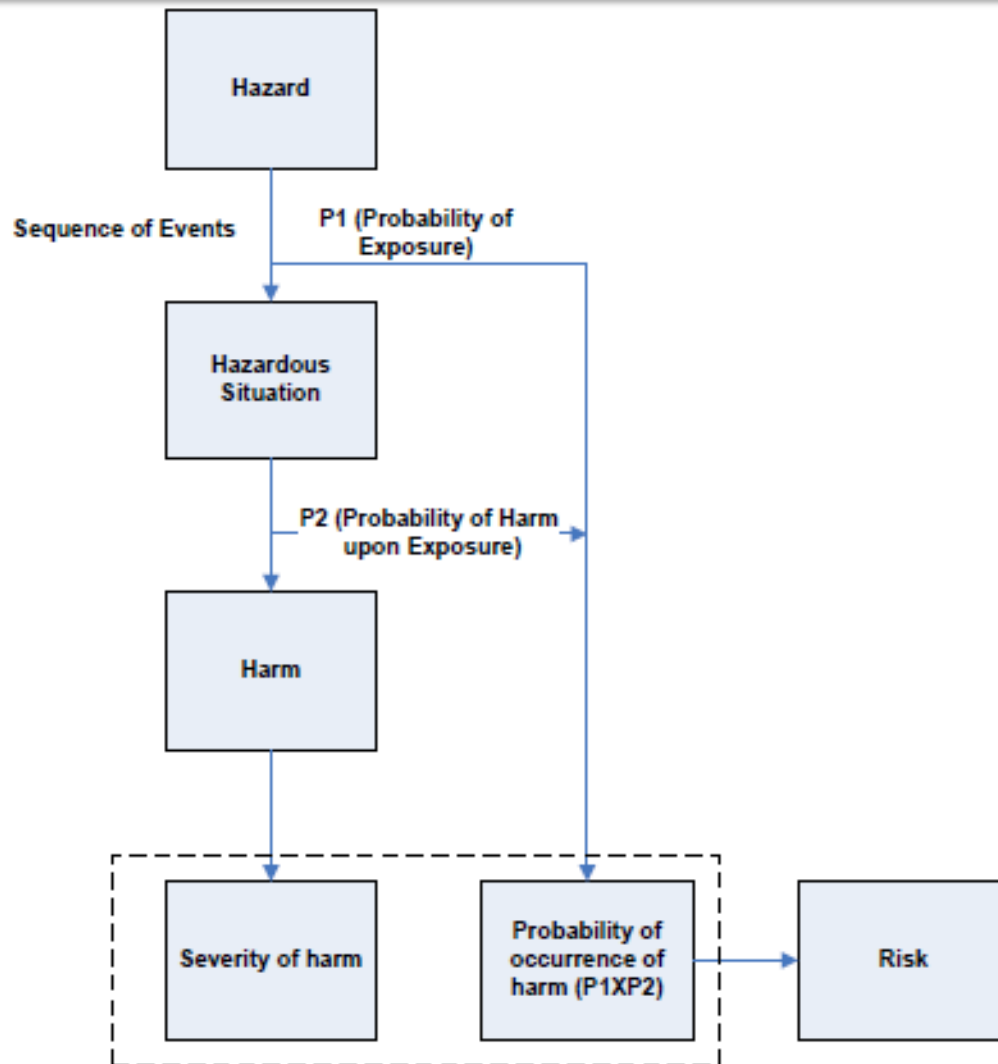 Hazard
Sequence of Events
P1 (Probability of
Exposure)
Hazardous
Situation
P2 (Probability of Harm
upon Exposure)
Harm
Severity of harm
Probability of
occurrence of
harm (P1XP2)
Risk